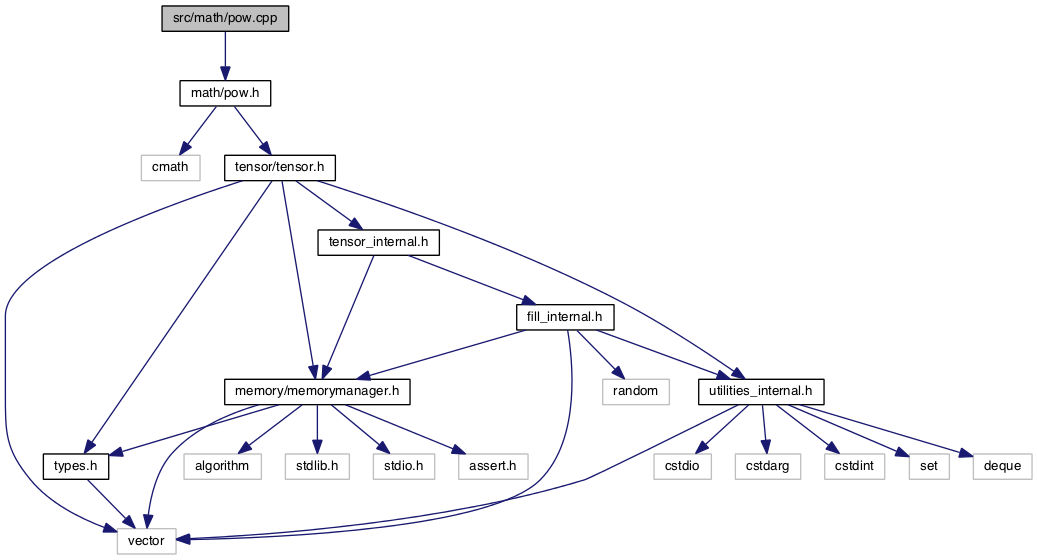 src/math/pow.cpp
math/pow.h
cmath
tensor/tensor.h
tensor_internal.h
fill_internal.h
memory/memorymanager.h
random
utilities_internal.h
types.h
algorithm
stdlib.h
stdio.h
assert.h
cstdio
cstdarg
cstdint
set
deque
vector